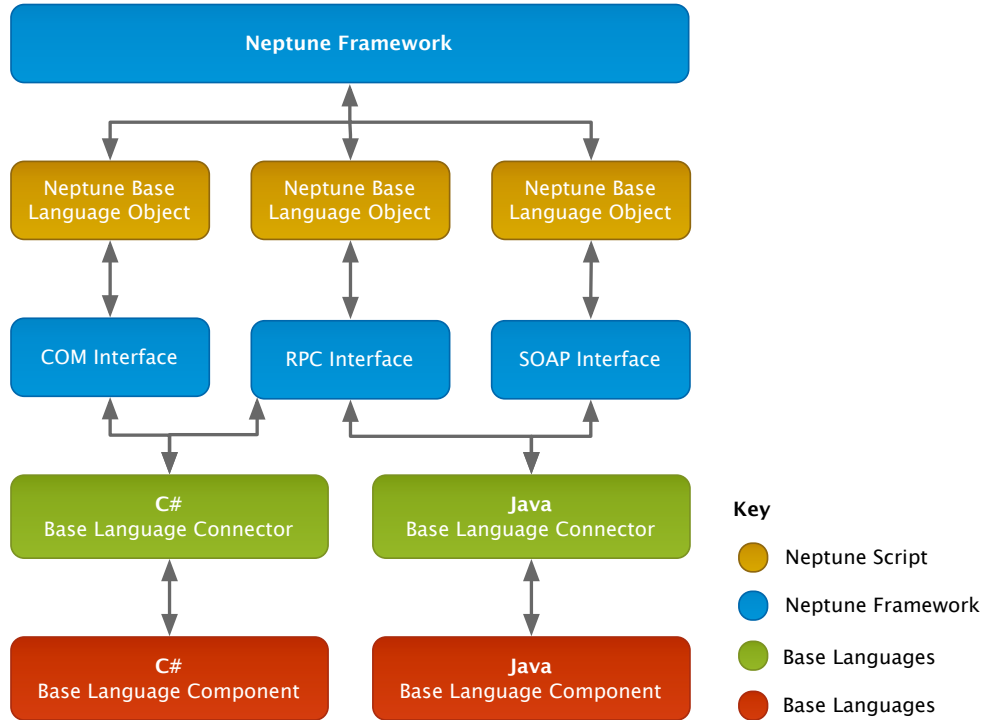 Neptune Framework
Neptune Base
Language Object
Neptune Base
Language Object
Neptune Base
Language Object
COM Interface
RPC Interface
SOAP Interface
C#
Base Language Connector
Java
Base Language Connector
C#
Base Language Component
Java
Base Language Component
Key
Neptune Script
Neptune Framework
Base Languages
Base Languages